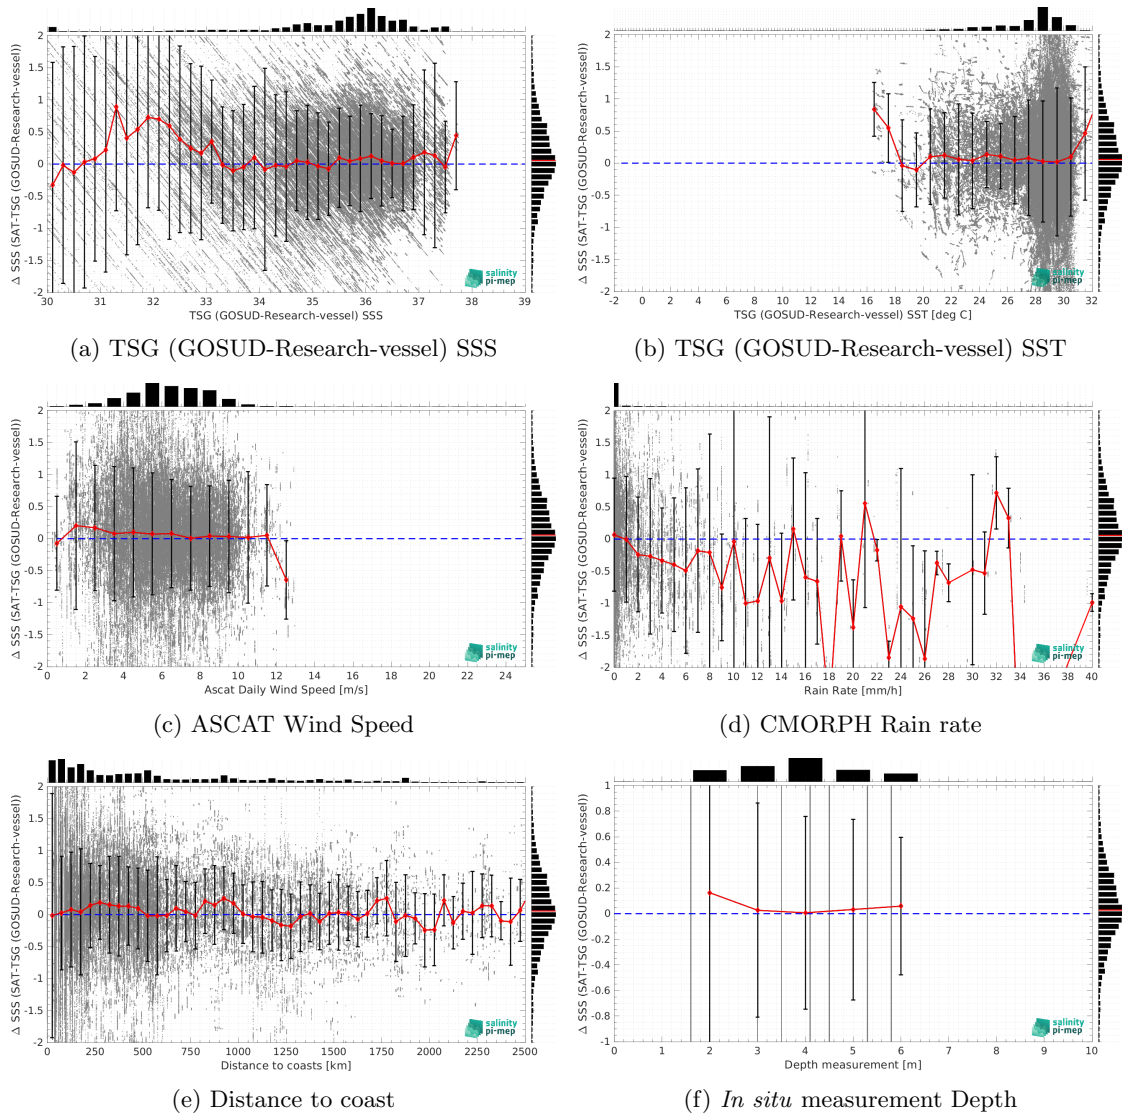 2
1.5
1
0.5
0
-0.5
-1
-1.5
-2
Δ SSS (SAT-TSG (GOSUD-Research-vessel))
30 31 32 33 34 35 36 37 38 39
TSG (GOSUD-Research-vessel) SSS
salinity
pi-mep
(a) TSG (GOSUD-Research-vessel) SSS
2
1.5
1
0.5
0
-0.5
-1
-1.5
-2
Δ SSS (SAT-TSG (GOSUD-Research-vessel))
-2 0 2 4 6 8 10 12 14 16 18 20 22 24 26 28 30 32
TSG (GOSUD-Research-vessel) SST [deg C]
salinity
pi-mep
(b) TSG (GOSUD-Research-vessel) SST
2
1.5
1
0.5
0
-0.5
-1
-1.5
-2
Δ SSS (SAT-TSG (GOSUD-Research-vessel))
0 2 4 6 8 10 12 14 16 18 20 22 24
Ascat Daily Wind Speed [m/s]
salinity
pi-mep
(c) ASCAT Wind Speed
2
1.5
1
0.5
0
-0.5
-1
-1.5
-2
Δ SSS (SAT-TSG (GOSUD-Research-vessel))
0 2 4 6 8 10 12 14 16 18 20 22 24 26 28 30 32 34 36 38 40
Rain Rate [mm/h]
salinity
pi-mep
(d) CMORPH Rain rate
2
1.5
1
0.5
0
-0.5
-1
-1.5
-2
Δ SSS (SAT-TSG (GOSUD-Research-vessel))
0 250 500 750 1000 1250 1500 1750 2000 2250 2500
Distance to coasts [km]
salinity
pi-mep
(e) Distance to coast
1
0.8
0.6
0.4
0.2
0
-0.2
-0.4
-0.6
-0.8
-1
Δ SSS (SAT-TSG (GOSUD-Research-vessel))
0 1 2 3 4 5 6 7 8 9 10
Depth measurement [m]
salinity
pi-mep
(f) In situ measurement Depth